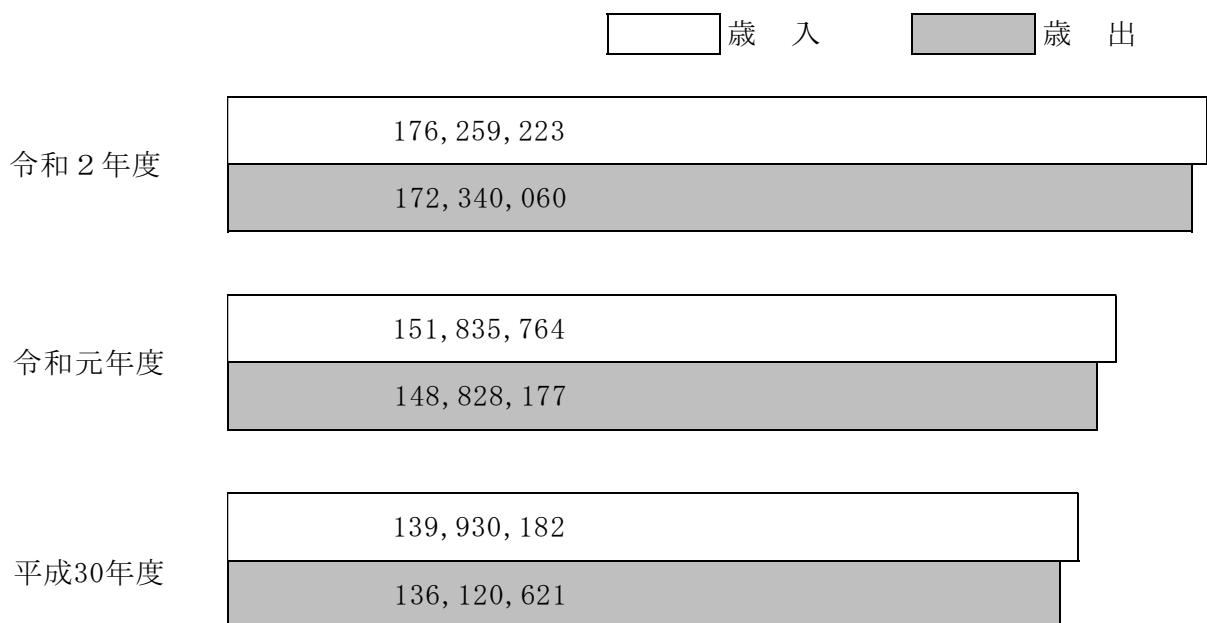 歳　入　　歳　出
176,259,223
令和２年度
172,340,060
151,835,764
令和元年度
148,828,177
139,930,182
平成30年度
136,120,621